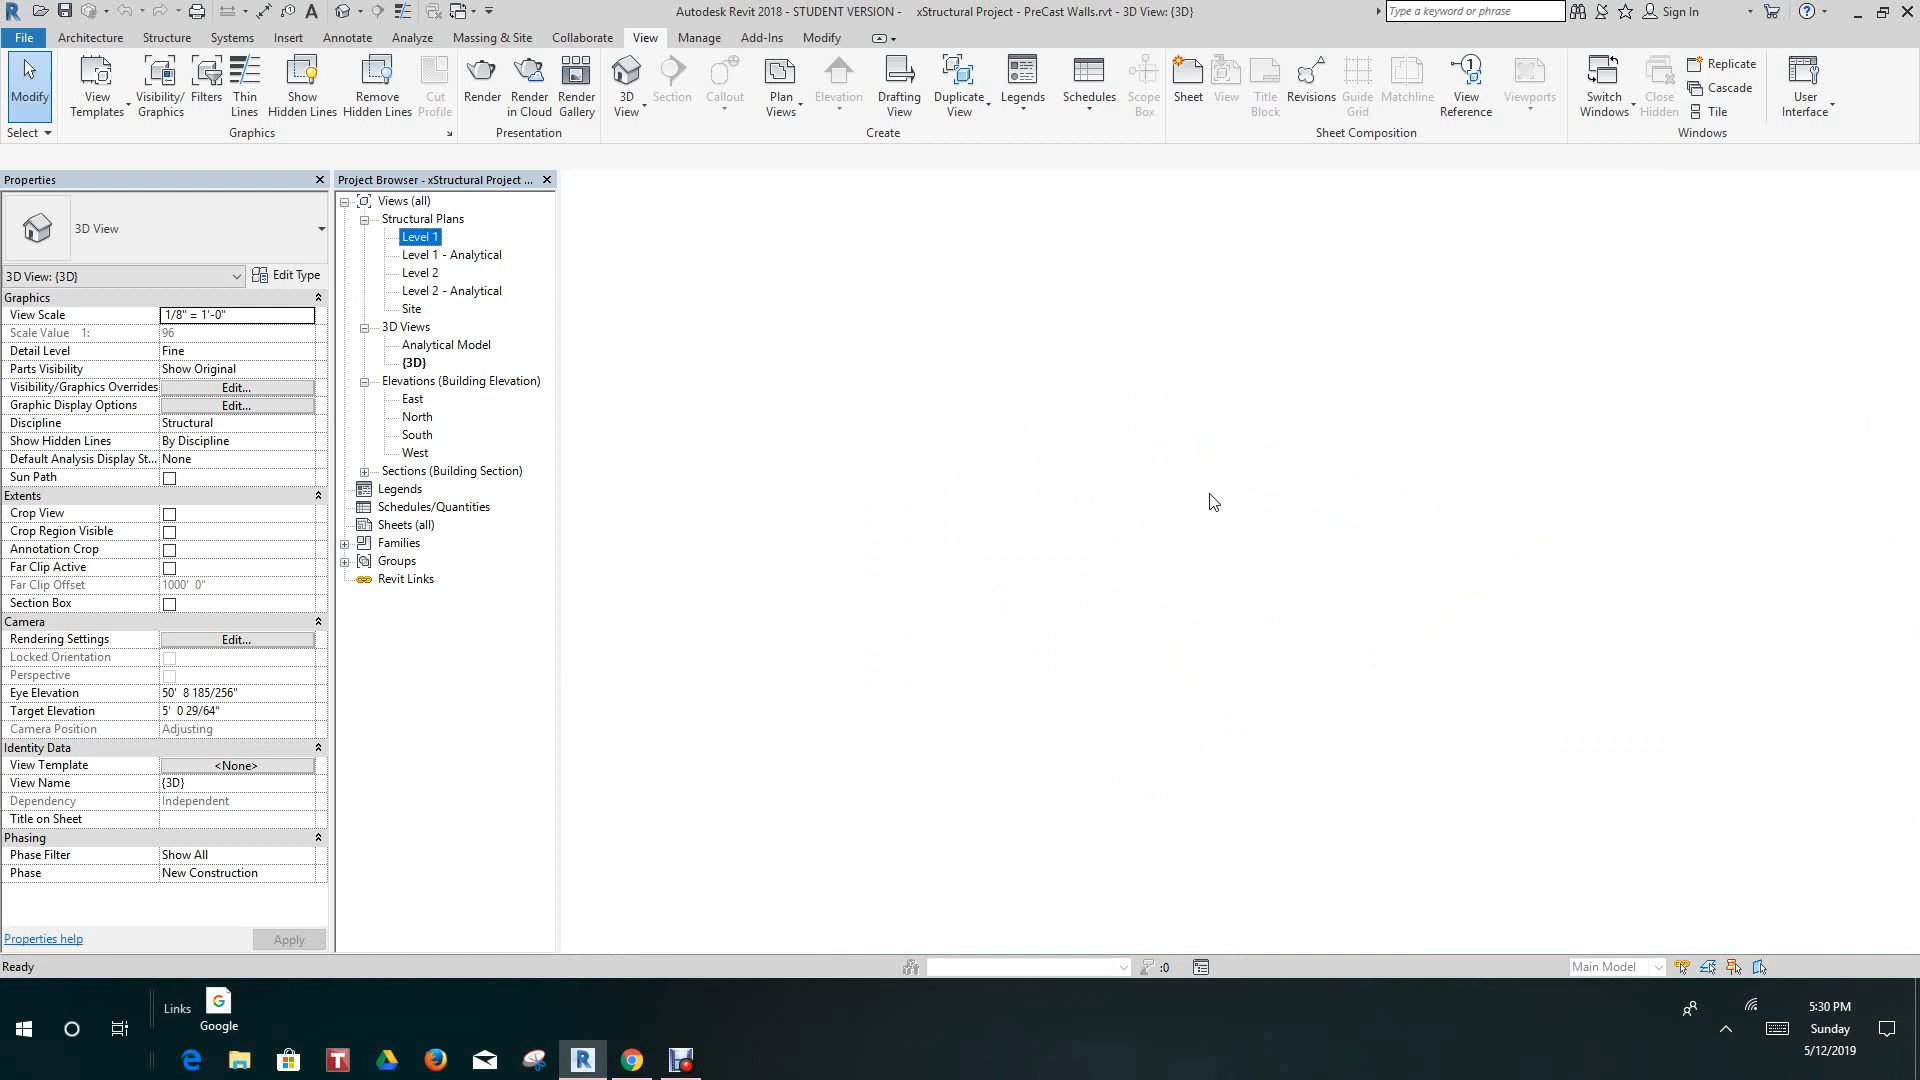 Autodesk Revit 2018 - STUDENT VERSION - xStructural Project - PreCast Walls.rvt - 3D View: {3D}
Type a keyword or phrase
Sign In
File Architecture Structure Systems Insert Annotate Analyze Massing & Site Collaborate View Manage Add-Ins Modify
Modify
View Templates
Visibility/ Graphics
Filters
Thin Lines
Show Hidden Lines
Remove Hidden Lines
Cut Profile
Render
Render in Cloud
Render Gallery
3D View
Section
Callout
Plan Views
Elevation
Drafting View
Duplicate View
Legends
Schedules
Scope Box
Sheet
View
Title Block
Revisions
Guide Grid
Matchline
View Reference
Viewports
Switch Windows
Close Hidden
Replicate
Cascade
Tile
User Interface
Select Graphics Presentation Create Sheet Composition Windows
Properties
3D View
3D View: {3D} Edit Type
Graphics
View Scale 1/8" = 1'-0"
Scale Value 1: 96
Detail Level Fine
Parts Visibility Show Original
Visibility/Graphics Overrides Edit...
Graphic Display Options Edit...
Discipline Structural
Show Hidden Lines By Discipline
Default Analysis Display St... None
Sun Path
Extents
Crop View
Crop Region Visible
Annotation Crop
Far Clip Active
Far Clip Offset 1000' 0"
Section Box
Camera
Rendering Settings Edit...
Locked Orientation
Perspective
Eye Elevation 50' 8 185/256"
Target Elevation 5' 0 29/64"
Camera Position Adjusting
Identity Data
View Template <None>
View Name {3D}
Dependency Independent
Title on Sheet
Phasing
Phase Filter Show All
Phase New Construction
Properties help Apply
Project Browser - xStructural Project ...
Views (all)
Structural Plans
Level 1
Level 1 - Analytical
Level 2
Level 2 - Analytical
Site
3D Views
Analytical Model
{3D}
Elevations (Building Elevation)
East
North
South
West
Sections (Building Section)
Legends
Schedules/Quantities
Sheets (all)
Families
Groups
Revit Links
Ready
:0
Main Model
Links
Google
5:30 PM
Sunday
5/12/2019